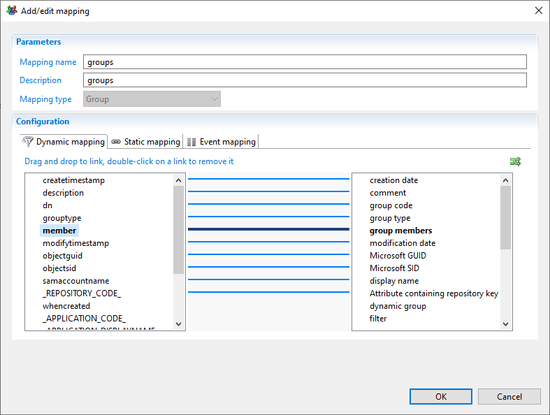 Add/edit mapping
Parameters
Mapping name groups
Description groups
Mapping type Group
Configuration
Dynamic mapping Static mapping Event mapping
Drag and drop to link, double-click on a link to remove it
createtimestamp creation date
description comment
dn group code
grouptype group type
member group members
modifytimestamp modification date
objectguid Microsoft GUID
objectsid Microsoft SID
samaccountname display name
_REPOSITORY_CODE_ Attribute containing repository key
whencreated dynamic group
_APPLICATION_CODE_ filter
_APPLICATION_DISPLAYNAME_
OK Cancel